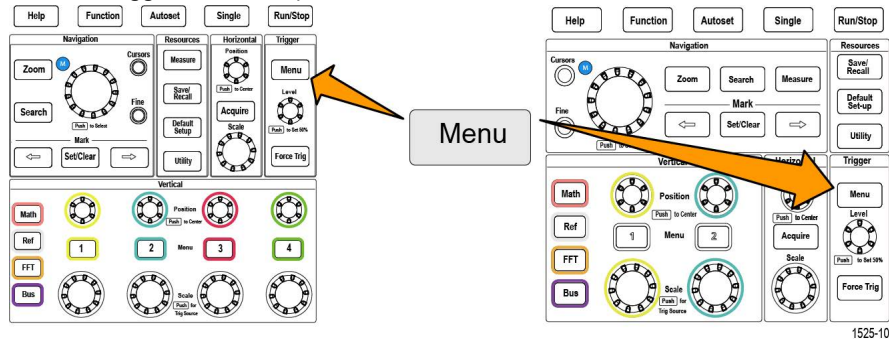 Help Function Autoset Single Run/Stop
Navigation Resources Horizontal Trigger
Cursors Measure Position Menu
Zoom M
Push to Center Level
Save/Recall
Search Fine Acquire
Push to Select Default Setup Scale Push to Set 50%
Mark
Set/Clear Utility Force Trig
Vertical
Math Position
Push to Center
Ref 1 2 Menu 3 4
FFT
Bus Scale
Push for
Trig Source
Menu
Help Function Autoset Single Run/Stop
Navigation Resources
Cursors M Save/Recall
Zoom Search Measure
Fine Mark Default Set-up
Set/Clear Utility
Trigger
Math Position Menu
Push to Center Push to Center Level
Ref 1 Menu 2 Acquire
FFT Scale Push to Set 50%
Bus Scale Force Trig
Push for
Trig Source
1525-10